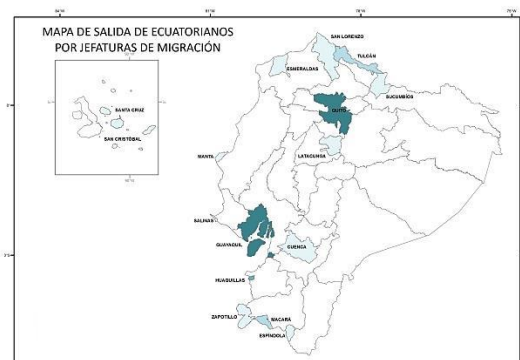 MAPA DE SALIDA DE ECUATORIANOS
POR JEFATURAS DE MIGRACIÓN
SAN LORENZO
TULCÁN
ESMERALDAS
SUCUMBÍOS
SANTA CRUZ
QUITO
SAN CRISTÓBAL
MANTA
LATACUNGA
SALINAS
GUAYAQUIL
CUENCA
HUAQUILLAS
ZAPOTILLO
MACARÁ
ESPÍNDOLA